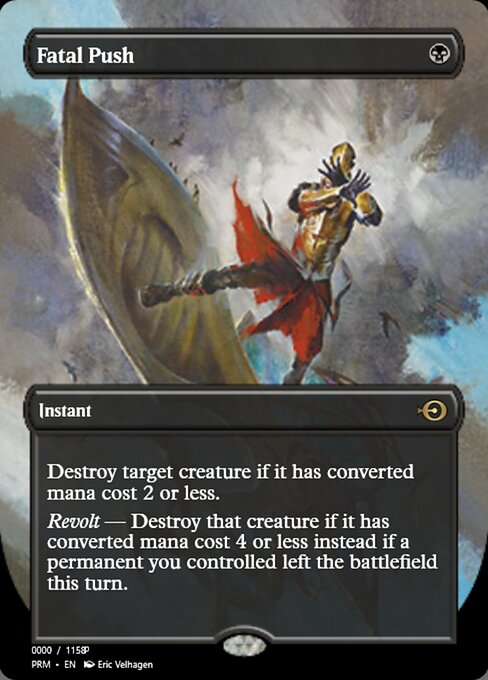 Fatal Push
Instant
Destroy target creature if it has converted
mana cost 2 or less.
Revolt — Destroy that creature if it has
converted mana cost 4 or less instead if a
permanent you controlled left the battlefield
this turn.
0000 / 1158P
PRM • EN Eric Velhagen